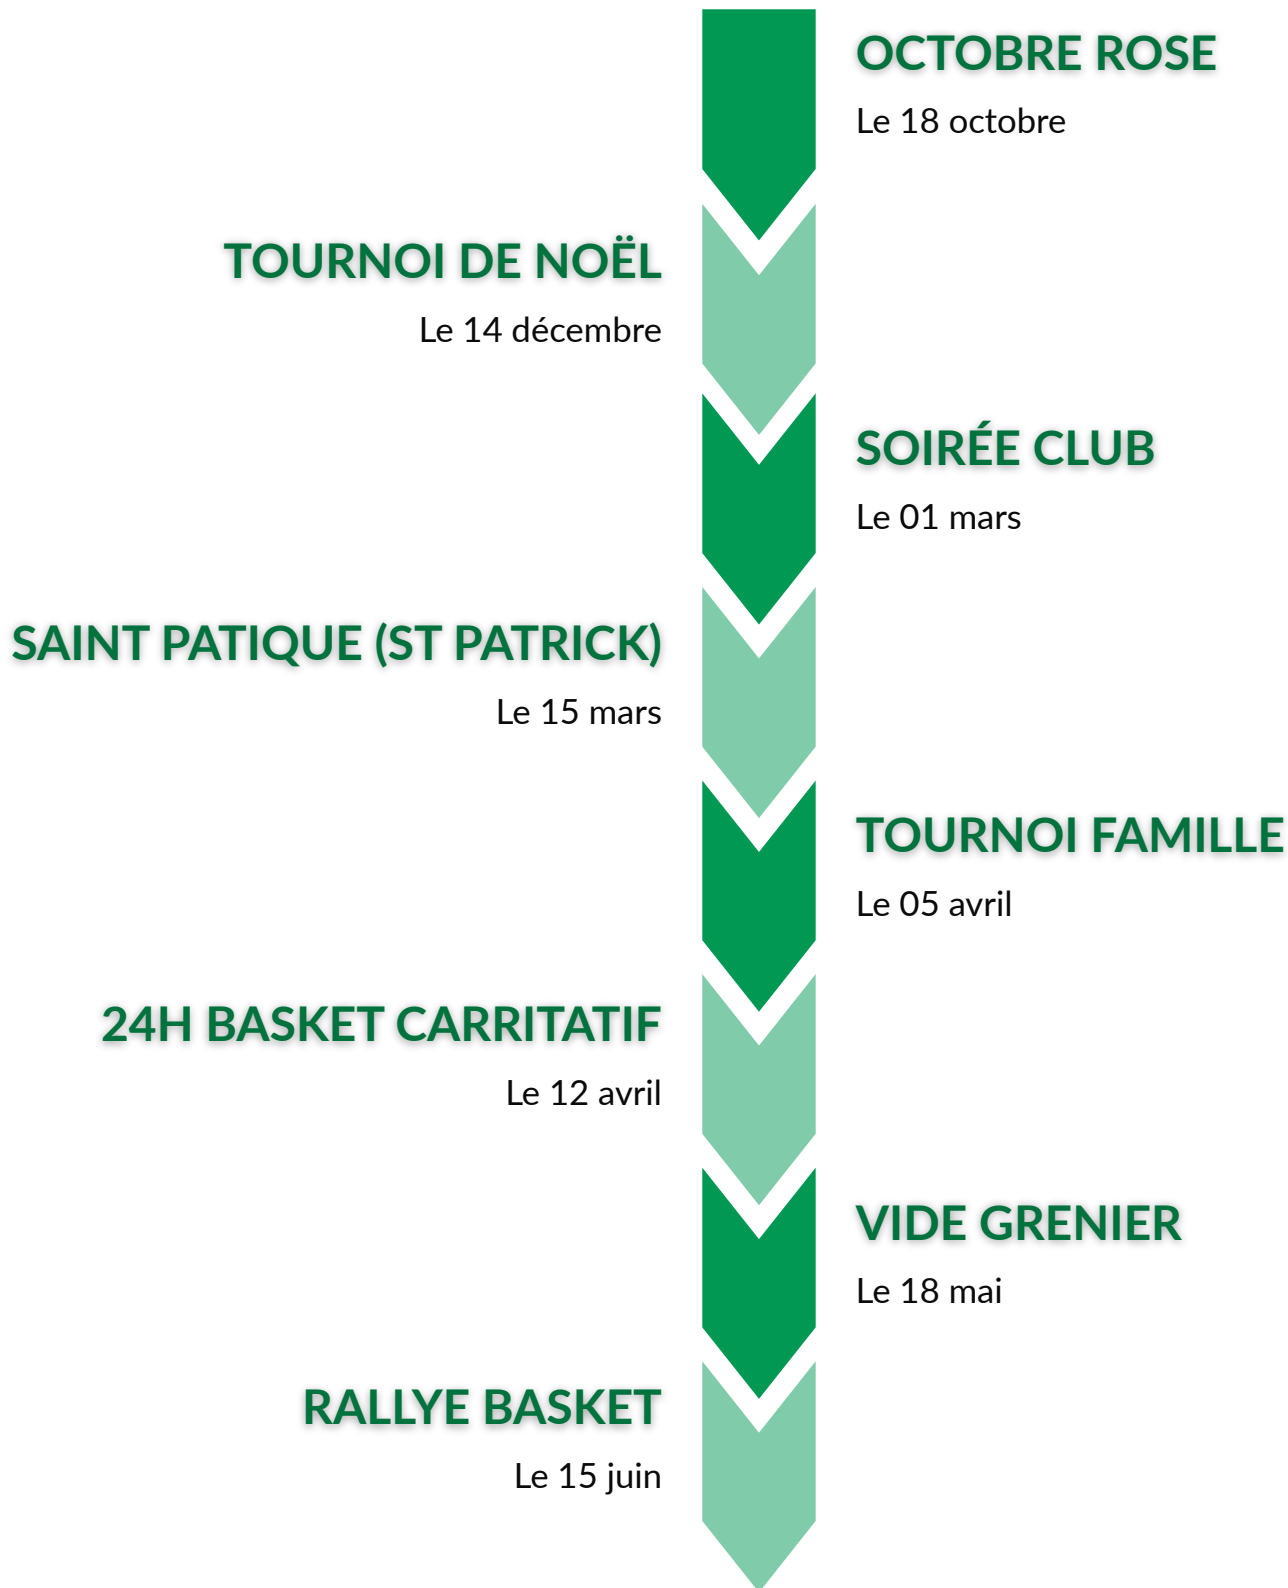 OCTOBRE ROSE
Le 18 octobre
TOURNOI DE NOËL
Le 14 décembre
SOIRÉE CLUB
Le 01 mars
SAINT PATIQUE (ST PATRICK)
Le 15 mars
TOURNOI FAMILLE
Le 05 avril
24H BASKET CARRITATIF
Le 12 avril
VIDE GRENIER
Le 18 mai
RALLYE BASKET
Le 15 juin